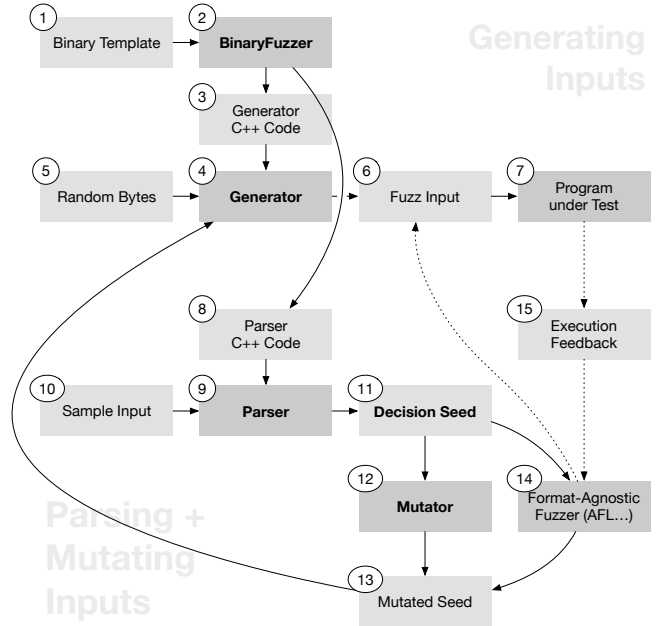 1
Binary Template
2
BinaryFuzzer
Generating
Inputs
3
Generator
C++ Code
5
Random Bytes
4
Generator
6
Fuzz Input
7
Program
under Test
8
Parser
C++ Code
15
Execution
Feedback
10
Sample Input
9
Parser
11
Decision Seed
12
Mutator
14
Format-Agnostic
Fuzzer (AFL...)
Parsing +
Mutating
Inputs
13
Mutated Seed